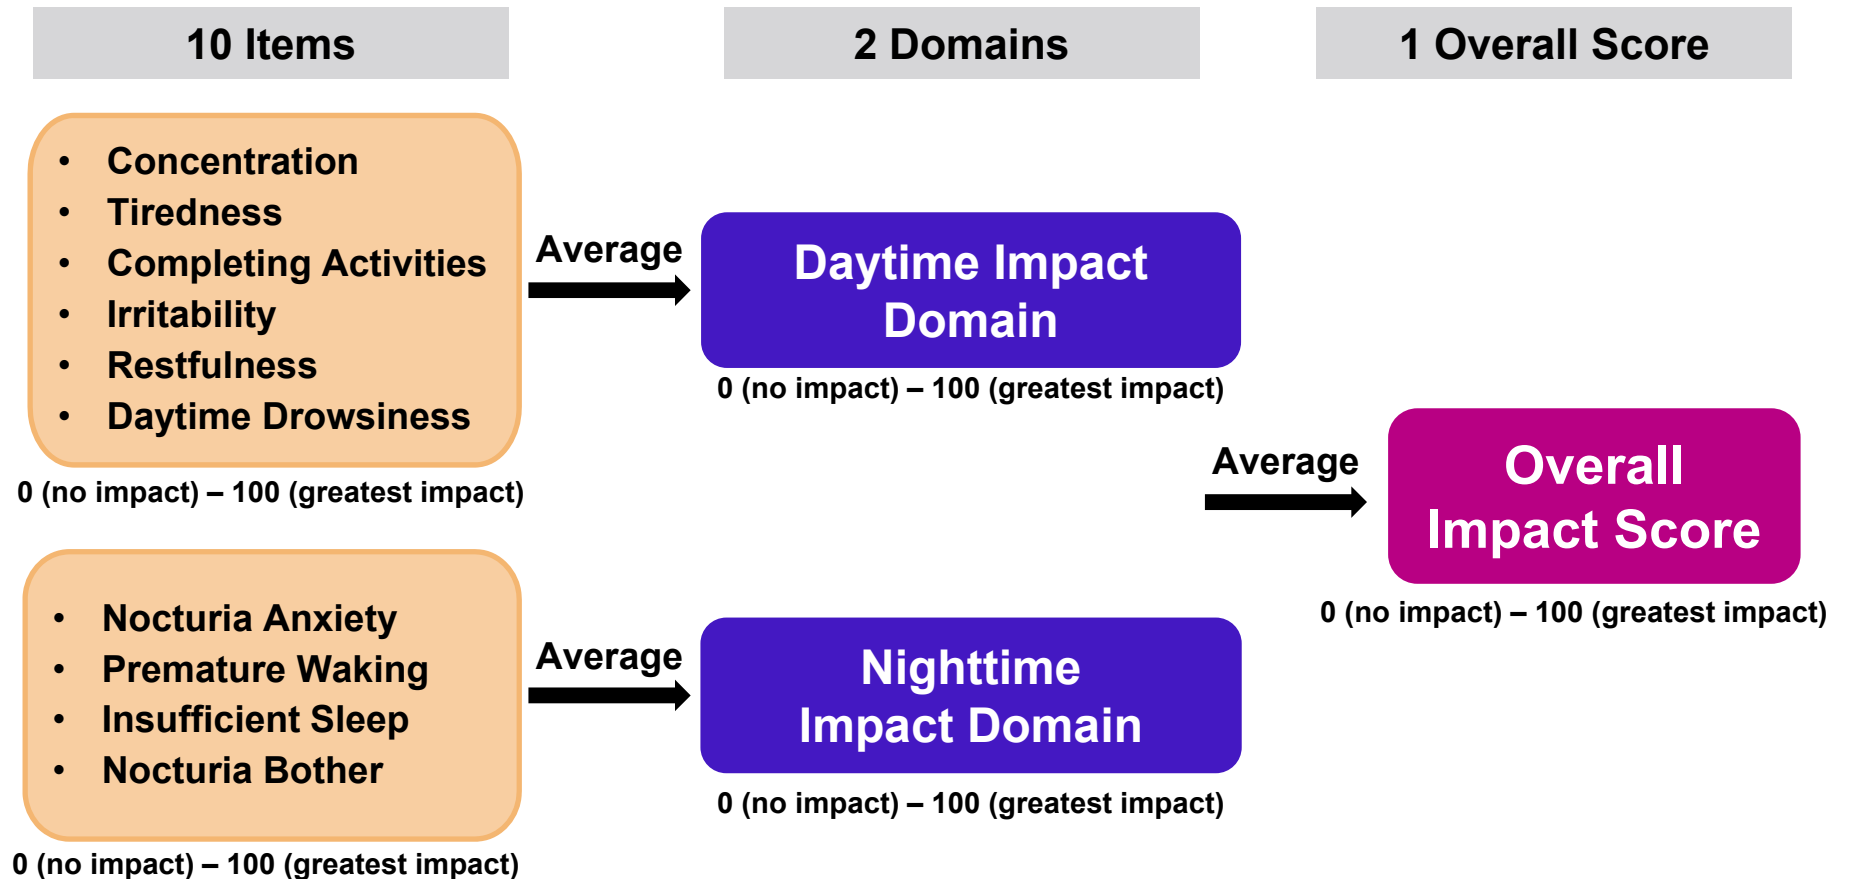 10 Items
2 Domains
1 Overall Score
• Concentration
• Tiredness
• Completing Activities
• Irritability
• Restfulness
• Daytime Drowsiness
0 (no impact) – 100 (greatest impact)
Average
Daytime Impact
Domain
0 (no impact) – 100 (greatest impact)
• Nocturia Anxiety
• Premature Waking
• Insufficient Sleep
• Nocturia Bother
0 (no impact) – 100 (greatest impact)
Average
Nighttime
Impact Domain
0 (no impact) – 100 (greatest impact)
Average
Overall
Impact Score
0 (no impact) – 100 (greatest impact)